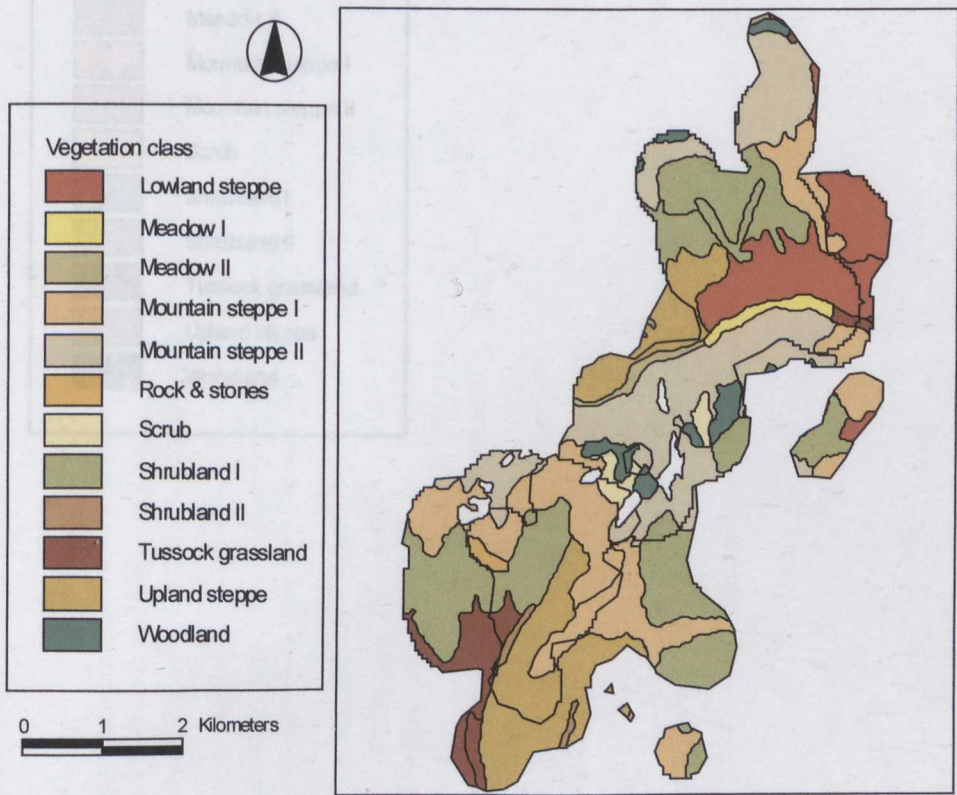 Vegetation class
Lowland steppe
Meadow I
Meadow II
Mountain steppe I
Mountain steppe II
Rock & stones
Scrub
Shrubland I
Shrubland II
Tussock grassland
Upland steppe
Woodland
0 1 2 Kilometers